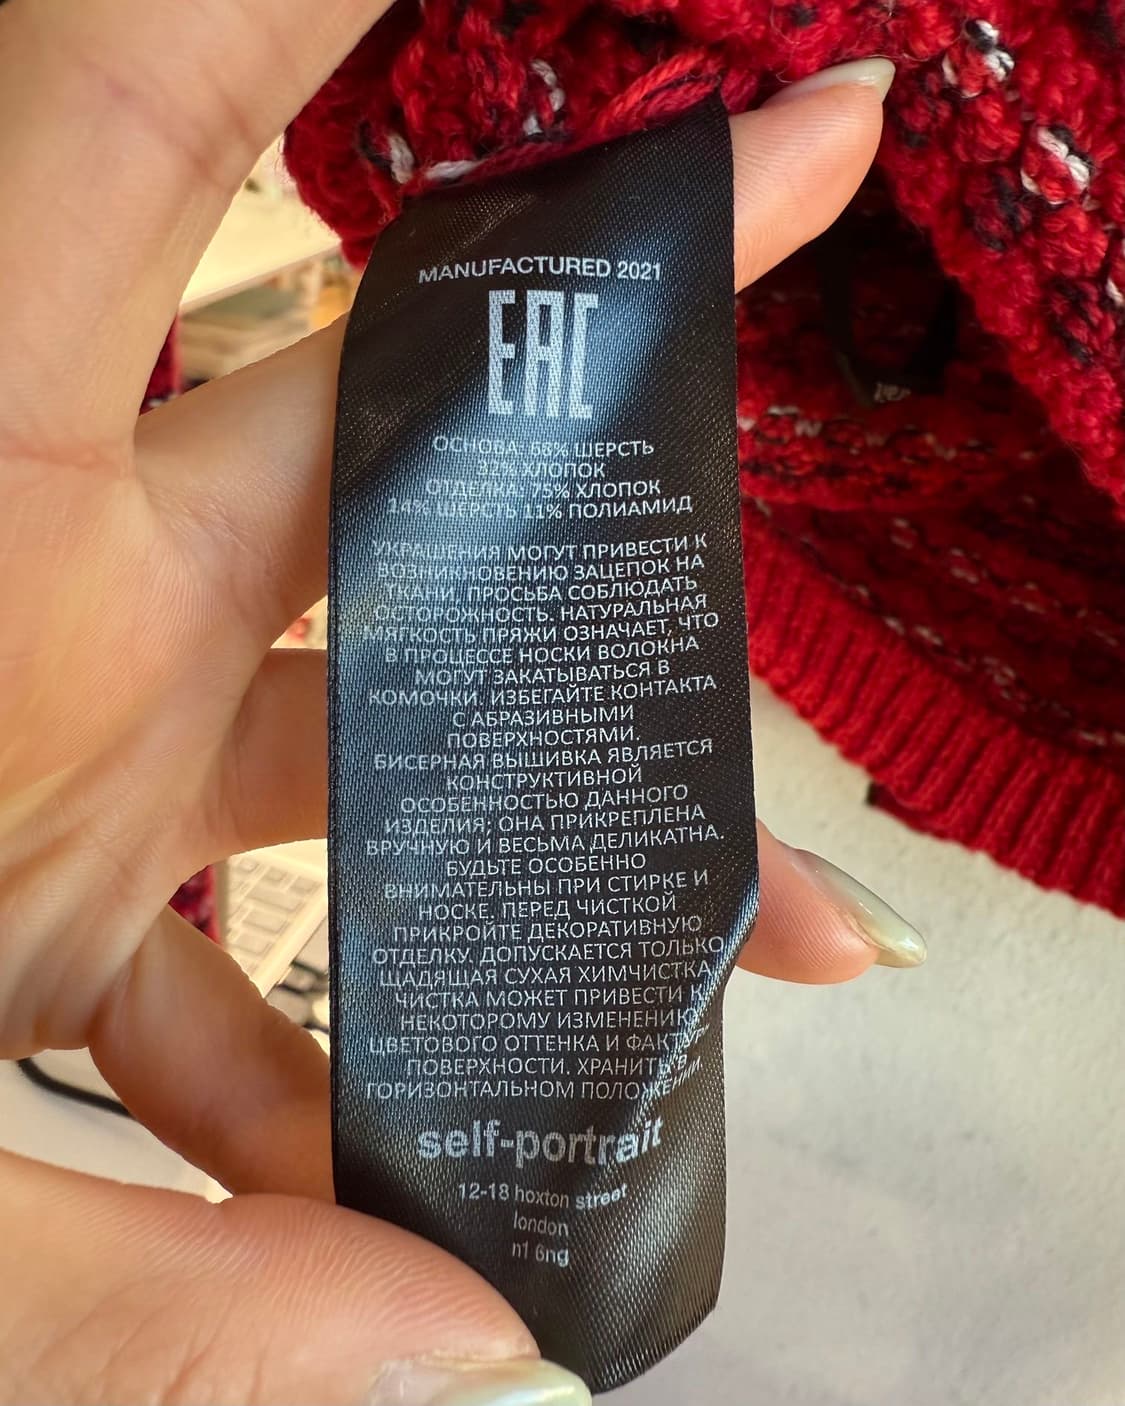 MANUFACTURED 2021
EAC
ОСНОВА: 68% ШЕРСТЬ
32% ХЛОПОК
ОТДЕЛКА: 75% ХЛОПОК
14% ШЕРСТЬ 11% ПОЛИАМИД
УКРАШЕНИЯ МОГУТ ПРИВЕСТИ К
ВОЗНИКНОВЕНИЮ ЗАЦЕПОК НА
ТКАНИ. ПРОСЬБА СОБЛЮДАТЬ
ОСТОРОЖНОСТЬ. НАТУРАЛЬНАЯ
МЯГКОСТЬ ПРЯЖИ ОЗНАЧАЕТ, ЧТО
В ПРОЦЕССЕ НОСКИ ВОЛОКНА
МОГУТ ЗАКАТЫВАТЬСЯ В
КОМОЧКИ. ИЗБЕГАЙТЕ КОНТАКТА
С АБРАЗИВНЫМИ
ПОВЕРХНОСТЯМИ.
БИСЕРНАЯ ВЫШИВКА ЯВЛЯЕТСЯ
КОНСТРУКТИВНОЙ
ОСОБЕННОСТЬЮ ДАННОГО
ИЗДЕЛИЯ; ОНА ПРИКРЕПЛЕНА
ВРУЧНУЮ И ВЕСЬМА ДЕЛИКАТНА.
БУДЬТЕ ОСОБЕННО
ВНИМАТЕЛЬНЫ ПРИ СТИРКЕ И
НОСКЕ. ПЕРЕД ЧИСТКОЙ
ПРИКРОЙТЕ ДЕКОРАТИВНУЮ
ОТДЕЛКУ. ДОПУСКАЕТСЯ ТОЛЬКО
ЩАДЯЩАЯ СУХАЯ ХИМЧИСТКА.
ЧИСТКА МОЖЕТ ПРИВЕСТИ К
НЕКОТОРОМУ ИЗМЕНЕНИЮ
ЦВЕТОВОГО ОТТЕНКА И ФАКТУРЫ
ПОВЕРХНОСТИ. ХРАНИТЬ В
ГОРИЗОНТАЛЬНОМ ПОЛОЖЕНИИ
self-portrait
12-18 hoxton street
london
n1 6ng